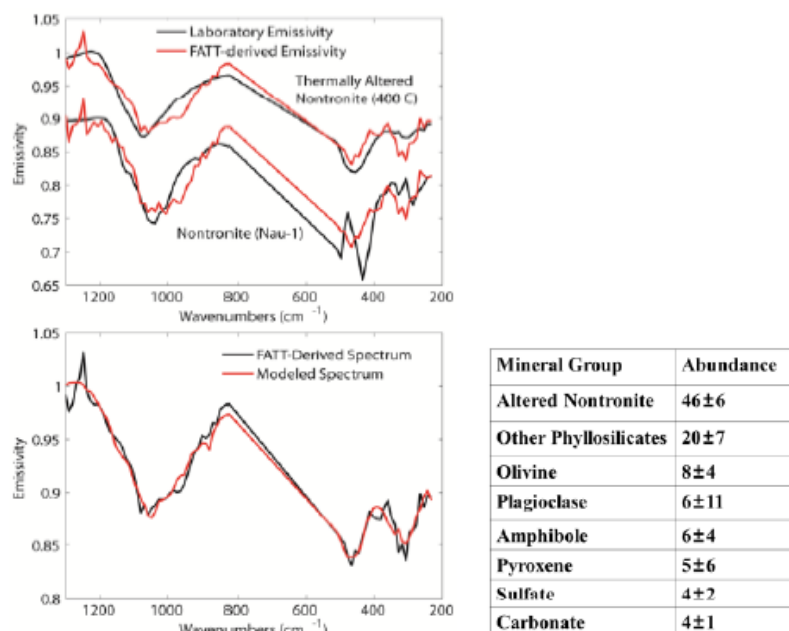 1.05
1
0.95
0.9
0.85
0.8
0.75
0.7
0.65
Emissivity
Laboratory Emissivity
FATT-derived Emissivity
Thermally Altered
Nontronite (400 C)
Nontronite (Nau-1)
1200 1000 800 600 400 200
Wavenumbers (cm -1)
1.05
1
0.95
0.9
0.85
0.8
Emissivity
FATT-Derived Spectrum
Modeled Spectrum
1200 1000 800 600 400 200
Wavenumbers (cm -1)
Mineral Group Abundance
Altered Nontronite 46±6
Other Phyllosilicates 20±7
Olivine 8±4
Plagioclase 6±11
Amphibole 6±4
Pyroxene 5±6
Sulfate 4±2
Carbonate 4±1